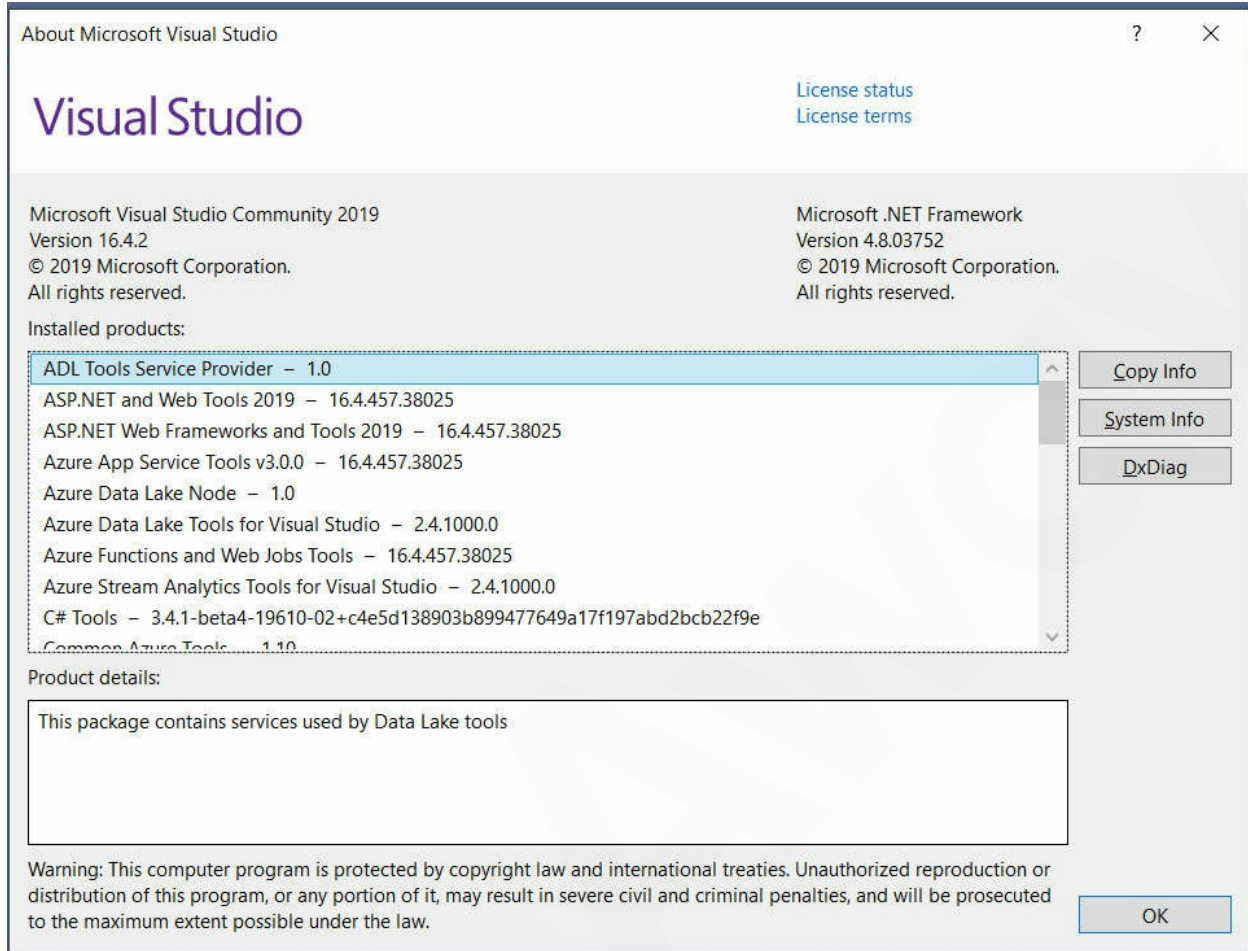 About Microsoft Visual Studio
?
Visual Studio
License status
License terms
Microsoft Visual Studio Community 2019
Version 16.4.2
© 2019 Microsoft Corporation.
All rights reserved.
Microsoft .NET Framework
Version 4.8.03752
© 2019 Microsoft Corporation.
All rights reserved.
Installed products:
ADL Tools Service Provider – 1.0
ASP.NET and Web Tools 2019 – 16.4.457.38025
ASP.NET Web Frameworks and Tools 2019 – 16.4.457.38025
Azure App Service Tools v3.0.0 – 16.4.457.38025
Azure Data Lake Node – 1.0
Azure Data Lake Tools for Visual Studio – 2.4.1000.0
Azure Functions and Web Jobs Tools – 16.4.457.38025
Azure Stream Analytics Tools for Visual Studio – 2.4.1000.0
C# Tools – 3.4.1-beta4-19610-02+c4e5d138903b899477649a17f197abd2bcb22f9e
Common Azure Tools – 1.10
Copy Info
System Info
DxDiag
Product details:
This package contains services used by Data Lake tools
Warning: This computer program is protected by copyright law and international treaties. Unauthorized reproduction or
distribution of this program, or any portion of it, may result in severe civil and criminal penalties, and will be prosecuted
to the maximum extent possible under the law.
OK